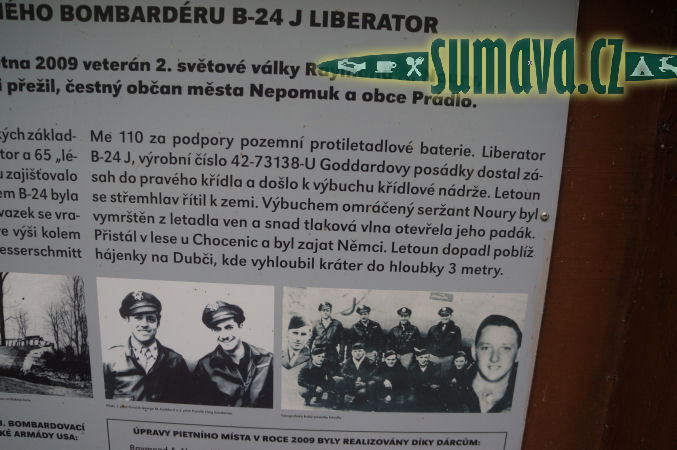 ÉHO BOMBARDÉRU B-24 J LIBERATOR
tna 2009 veterán 2. světové války
i přežil, čestný občan města Nepomuk a obce Prádlo.
sumava.cz
kých základ-
tor a 65 „lé-
u zajišťovalo
em B-24 byla
vazek se vra-
ve výši kolem
esserschmitt
Me 110 za podpory pozemní protiletadlové baterie. Liberator
B-24 J, výrobní číslo 42-73138-U Goddardovy posádky dostal zá-
sah do pravého křídla a došlo k výbuchu křídlové nádrže. Letoun
se střemhlav řítil k zemi. Výbuchem omráčený seržant Noury byl
vymrštěn z letadla ven a snad tlaková vlna otevřela jeho padák.
Přistál v lese u Chocenic a byl zajat Němci. Letoun dopadl poblíž
hájenky na Dubči, kde vyhloubil kráter do hloubky 3 metry.
. BOMBARDOVACÍ
KÉ ARMÁDY USA:
ÚPRAVY PIETNÍHO MÍSTA V ROCE 2009 BYLY REALIZOVÁNY DÍKY DÁRCŮM: